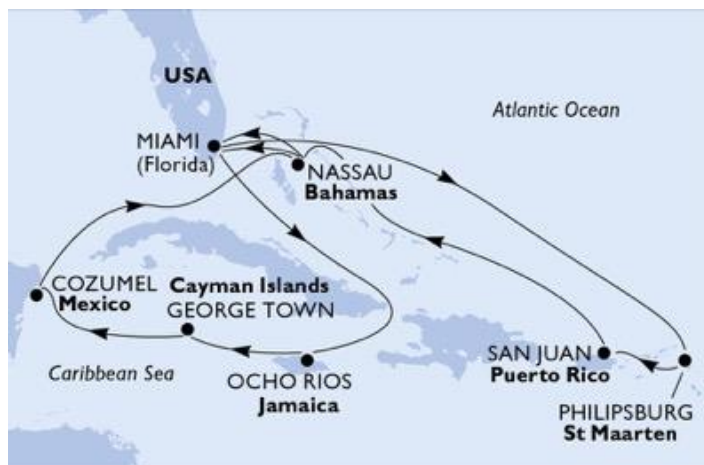 USA
Atlantic Ocean
MIAMI
(Florida)
NASSAU
Bahamas
COZUMEL
Mexico
Cayman Islands
GEORGE TOWN
Caribbean Sea
OCHO RIOS
Jamaica
SAN JUAN
Puerto Rico
PHILIPSBURG
St Maarten